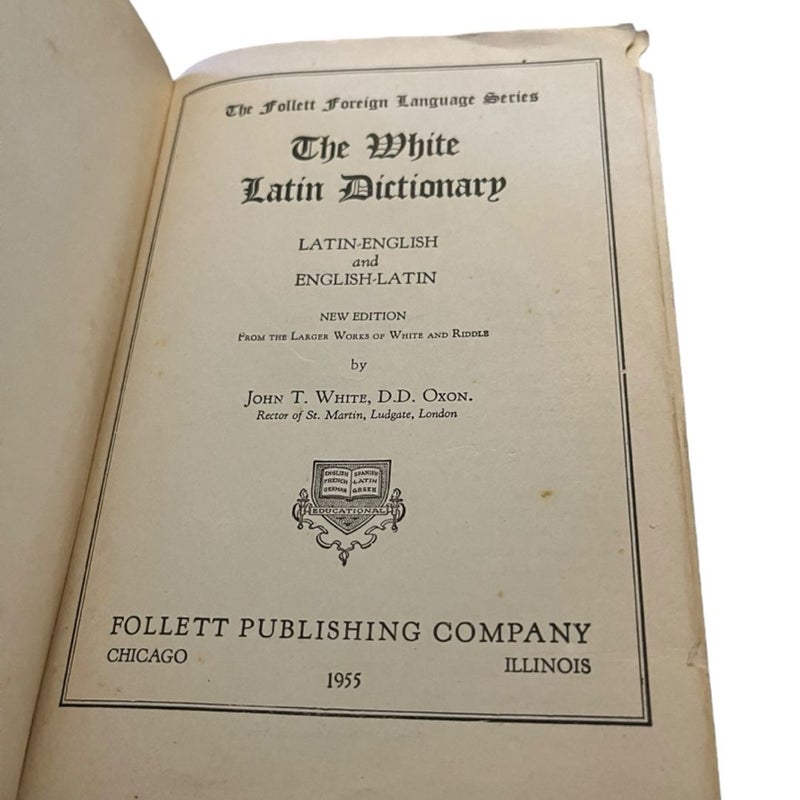 The Follett Foreign Language Series
The White
Latin Dictionary
LATIN-ENGLISH
and
ENGLISH-LATIN
NEW EDITION
FROM THE LARGER WORKS OF WHITE AND RIDDLE
by
JOHN T. WHITE, D.D. OXON.
Rector of St. Martin, Ludgate, London
ENGLISH SPANISH
FRENCH LATIN
GERMAN GREEK
EDUCATIONAL
FOLLETT PUBLISHING COMPANY
CHICAGO ILLINOIS
1955